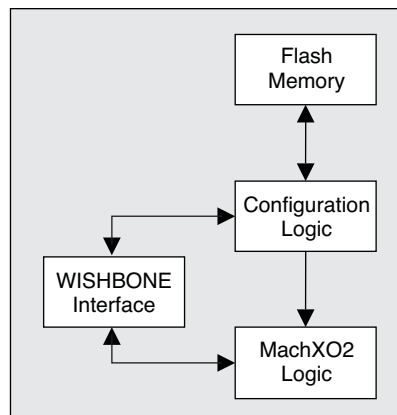 Flash
Memory
Configuration
Logic
WISHBONE
Interface
MachXO2
Logic